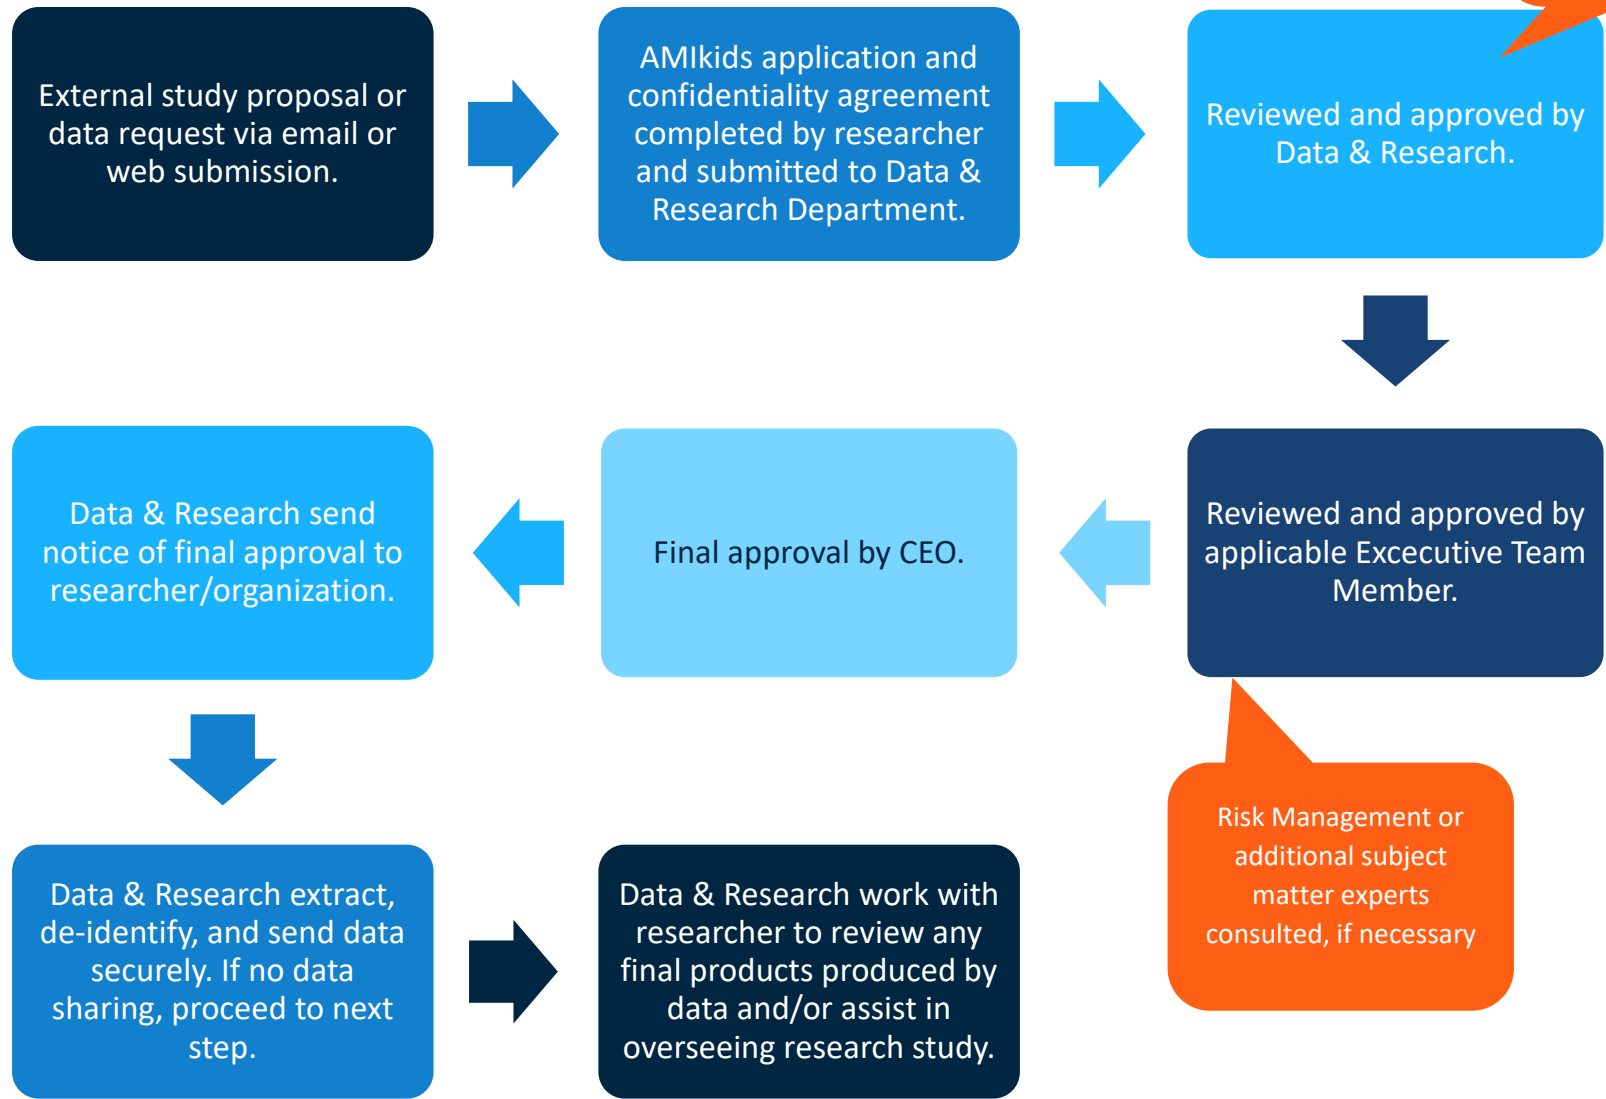 External study proposal or
data request via email or
web submission.
AMIkids application and
confidentiality agreement
completed by researcher
and submitted to Data &
Research Department.
Reviewed and approved by
Data & Research.
Reviewed and approved by
applicable Excecutive Team
Member.
Risk Management or
additional subject
matter experts
consulted, if necessary
Final approval by CEO.
Data & Research send
notice of final approval to
researcher/organization.
Data & Research extract,
de-identify, and send data
securely. If no data
sharing, proceed to next
step.
Data & Research work with
researcher to review any
final products produced by
data and/or assist in
overseeing research study.